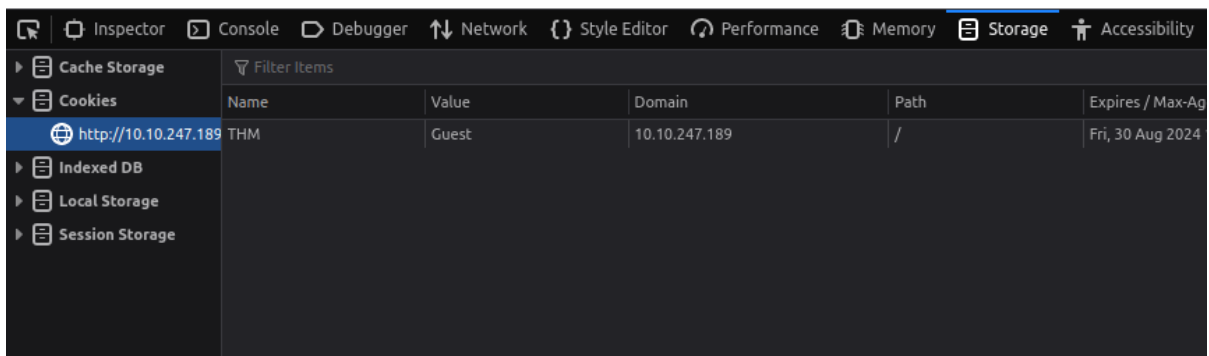 Inspector Console Debugger Network {} Style Editor Performance Memory Storage Accessibility
Cache Storage Filter Items
Cookies Name Value Domain Path Expires / Max-Ag
http://10.10.247.189 THM Guest 10.10.247.189 / Fri, 30 Aug 2024
Indexed DB
Local Storage
Session Storage